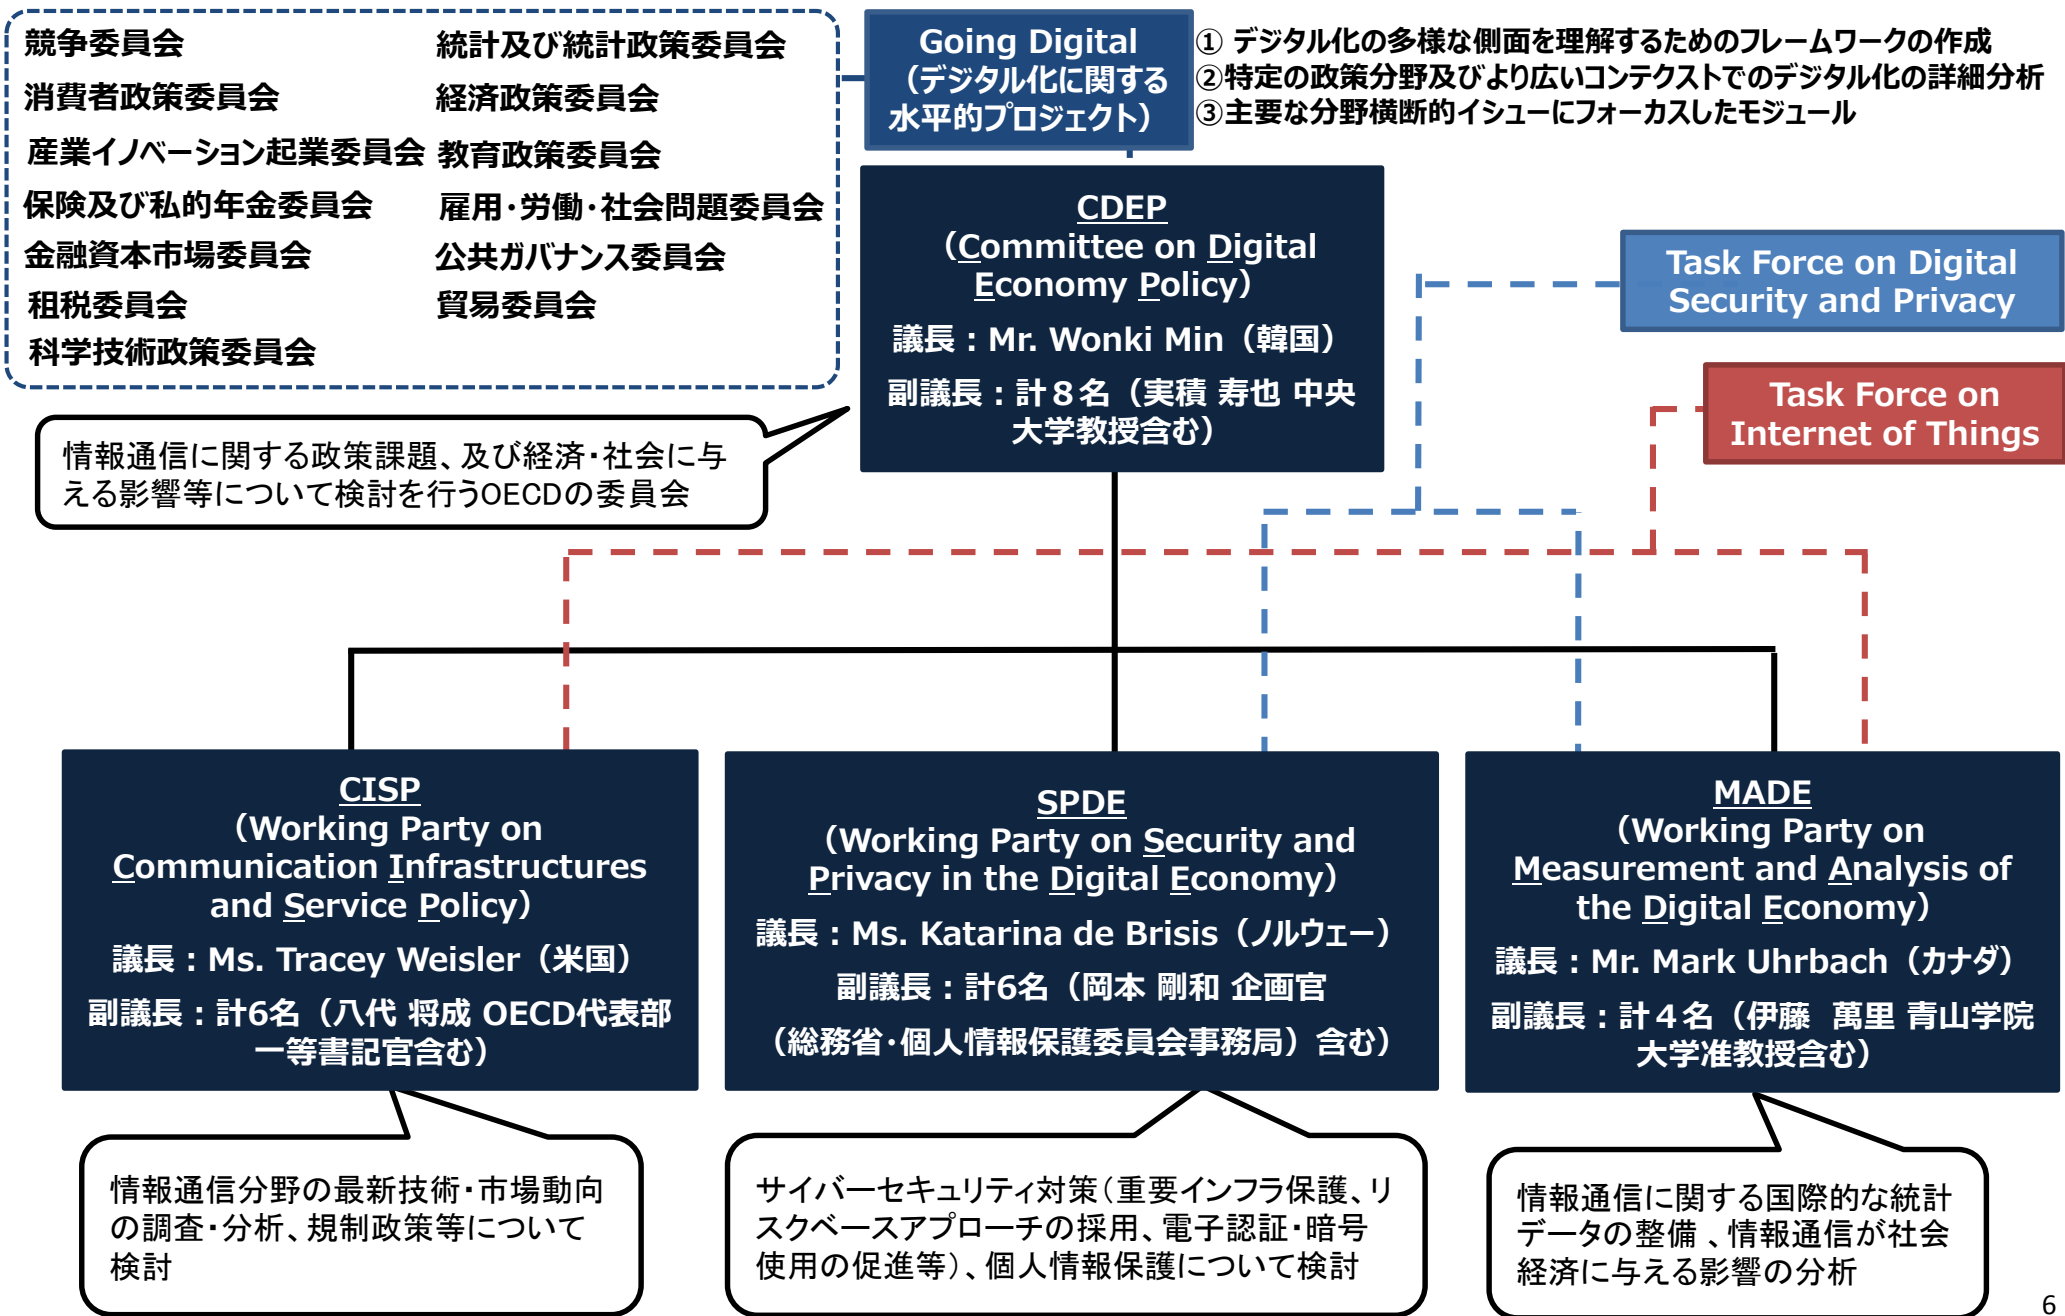 競争委員会
消費者政策委員会
産業イノベーション起業委員会
保険及び私的年金委員会
金融資本市場委員会
租税委員会
科学技術政策委員会
統計及び統計政策委員会
経済政策委員会
教育政策委員会
雇用・労働・社会問題委員会
公共ガバナンス委員会
貿易委員会
Going Digital
（デジタル化に関する
水平的プロジェクト）
① デジタル化の多様な側面を理解するためのフレームワークの作成
②特定の政策分野及びより広いコンテクストでのデジタル化の詳細分析
③主要な分野横断的イシューにフォーカスしたモジュール
CDEP
（Committee on Digital
Economy Policy）
議長：Mr. Wonki Min（韓国）
副議長：計８名（実積 寿也 中央
大学教授含む）
Task Force on Digital
Security and Privacy
Task Force on
Internet of Things
情報通信に関する政策課題、及び経済・社会に与
える影響等について検討を行うOECDの委員会
CISP
（Working Party on
Communication Infrastructures
and Service Policy）
議長：Ms. Tracey Weisler（米国）
副議長：計6名（八代 将成 OECD代表部
一等書記官含む）
SPDE
（Working Party on Security and
Privacy in the Digital Economy）
議長：Ms. Katarina de Brisis（ノルウェー）
副議長：計6名（岡本 剛和 企画官
（総務省・個人情報保護委員会事務局）含む）
MADE
（Working Party on
Measurement and Analysis of
the Digital Economy）
議長：Mr. Mark Uhrbach（カナダ）
副議長：計４名（伊藤 萬里 青山学院
大学准教授含む）
情報通信分野の最新技術・市場動向
の調査・分析、規制政策等について
検討
サイバーセキュリティ対策（重要インフラ保護、リ
スクベースアプローチの採用、電子認証・暗号
使用の促進等）、個人情報保護について検討
情報通信に関する国際的な統計
データの整備 、情報通信が社会
経済に与える影響の分析
6